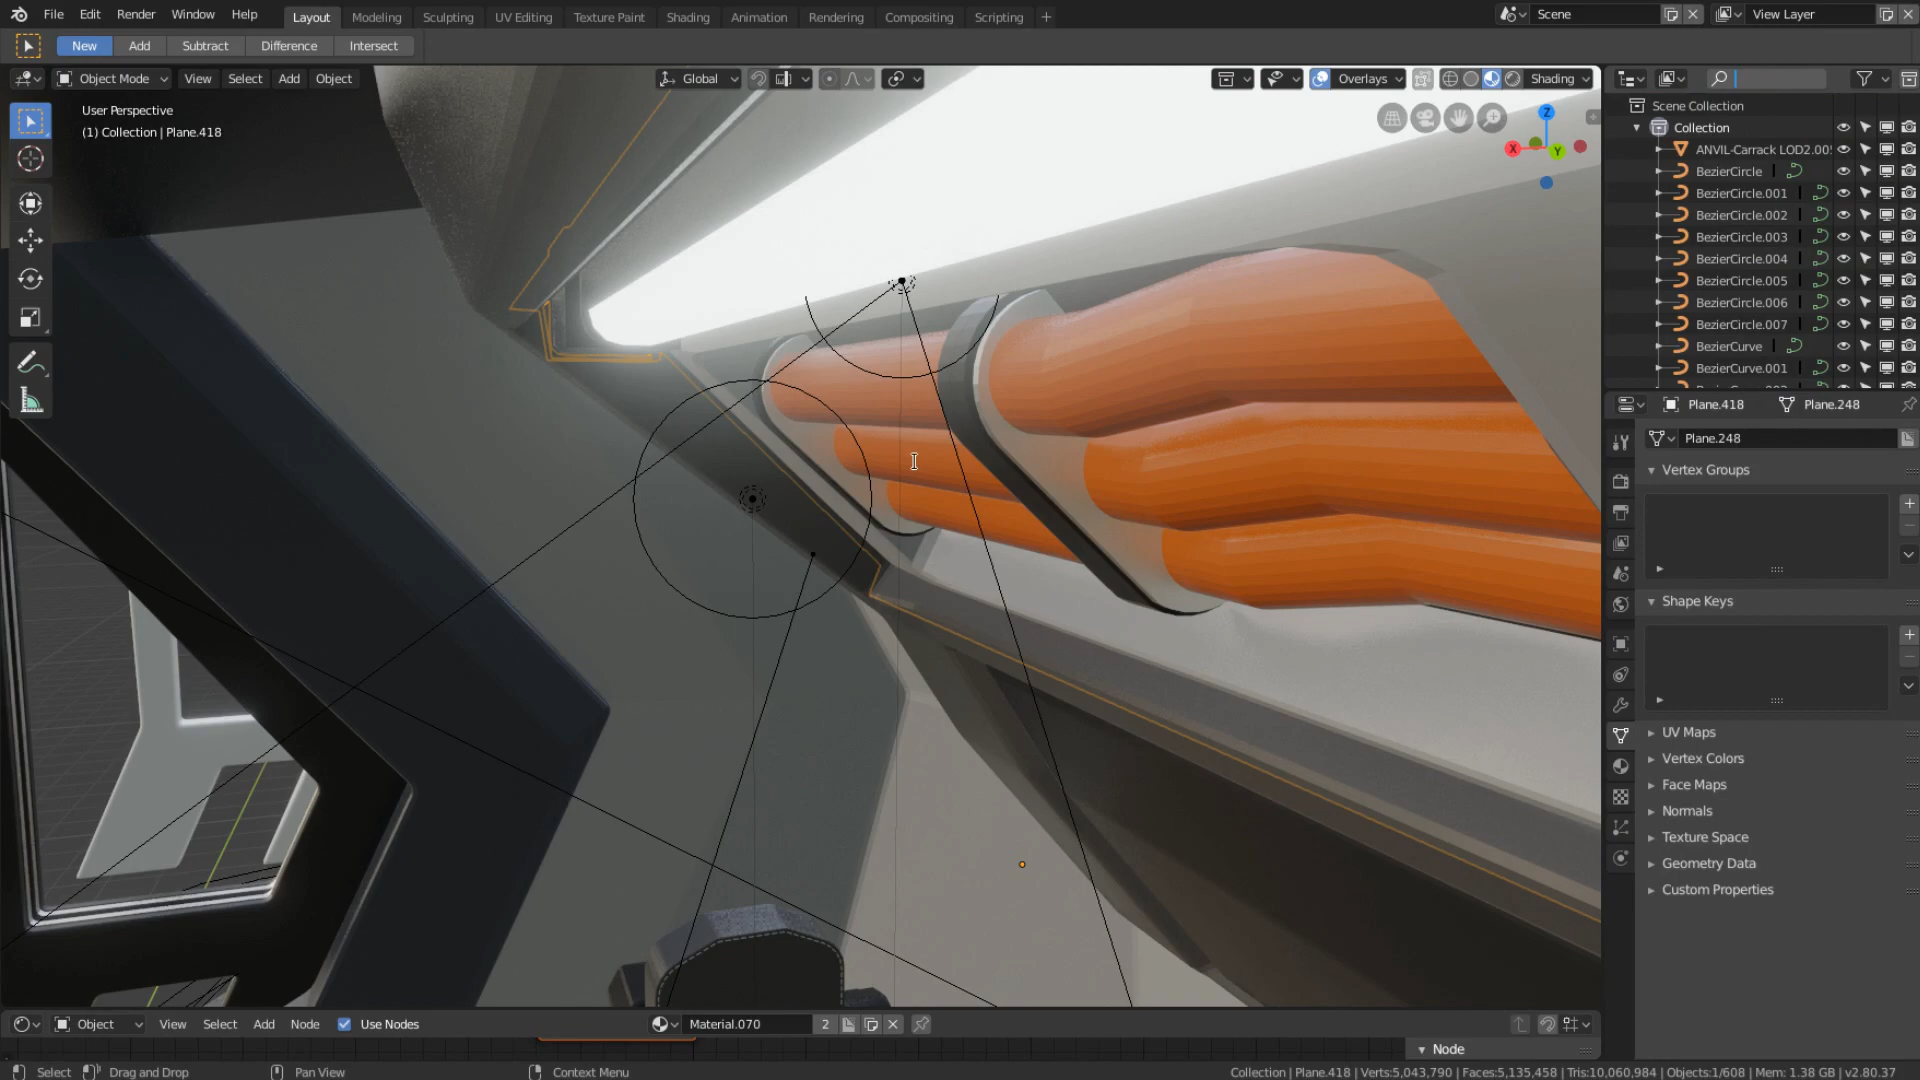 File Edit Render Window Help Layout Modeling Sculpting UV Editing Texture Paint Shading Animation Rendering Compositing Scripting + Scene View Layer
New Add Subtract Difference Intersect
Object Mode View Select Add Object Global Overlays Shading
User Perspective
(1) Collection | Plane.418
Z
X
Y
Scene Collection
Collection
ANVIL-Carrack LOD2.00
BezierCircle
BezierCircle.001
BezierCircle.002
BezierCircle.003
BezierCircle.004
BezierCircle.005
BezierCircle.006
BezierCircle.007
BezierCurve
BezierCurve.001
Plane.418 Plane.248
Plane.248
Vertex Groups
Shape Keys
UV Maps
Vertex Colors
Face Maps
Normals
Texture Space
Geometry Data
Custom Properties
Object View Select Add Node Use Nodes Material.070 2
Node
Select Drag and Drop Pan View Context Menu Collection | Plane.418 | Verts:5,043,790 | Faces:5,135,458 | Tris:10,060,984 | Objects:1/608 | Mem: 1.38 GB | v2.80.37